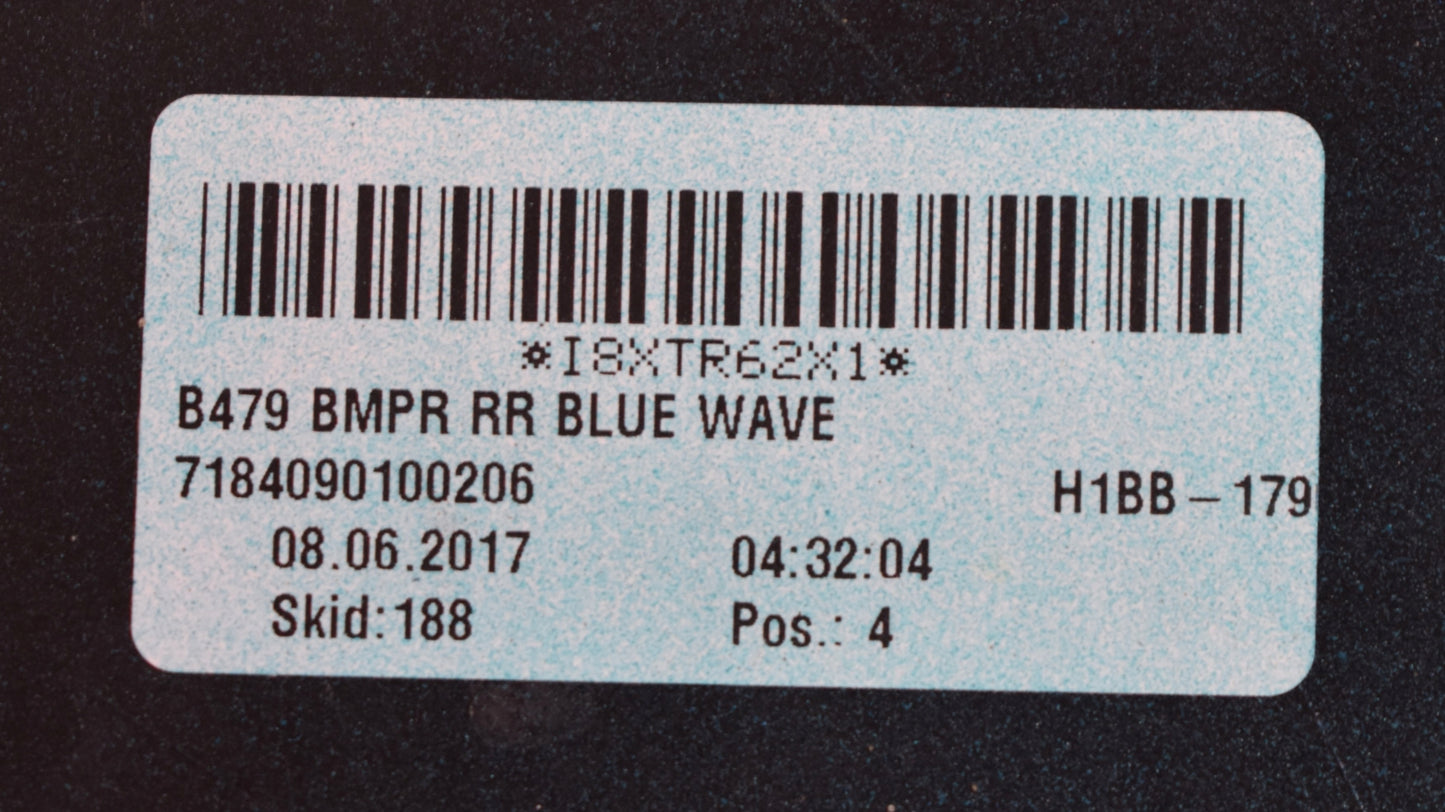 *I8XTR62X1*
B479 BMPR RR BLUE WAVE
7184090100206 H1BB – 179
08.06.2017 04:32:04
Skid: 188 Pos.: 4